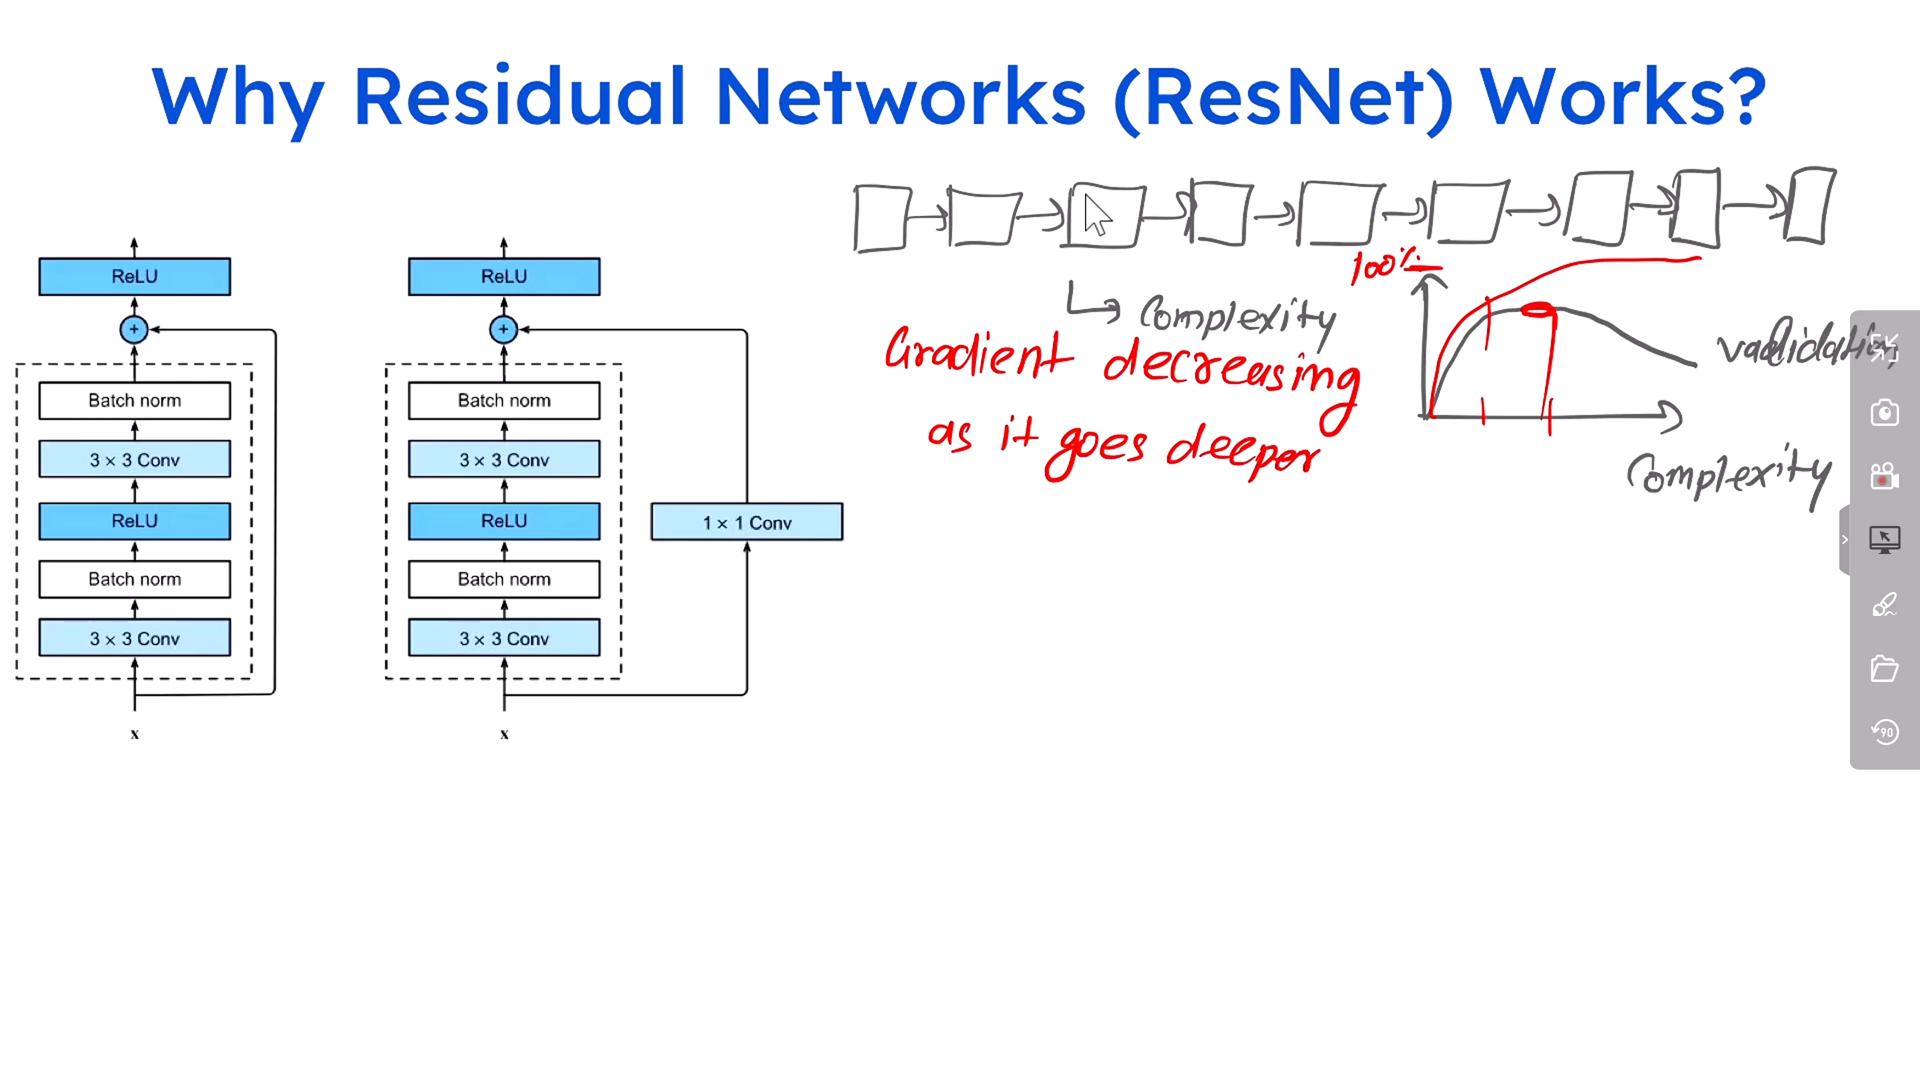 Why Residual Networks (ResNet) Works?
ReLU
+
Batch norm
3 × 3 Conv
ReLU
Batch norm
3 × 3 Conv
x
ReLU
+
Batch norm
3 × 3 Conv
ReLU
Batch norm
3 × 3 Conv
x
1 × 1 Conv
Complexity
Gradient decreasing
as it goes deeper
100%
Complexity
90